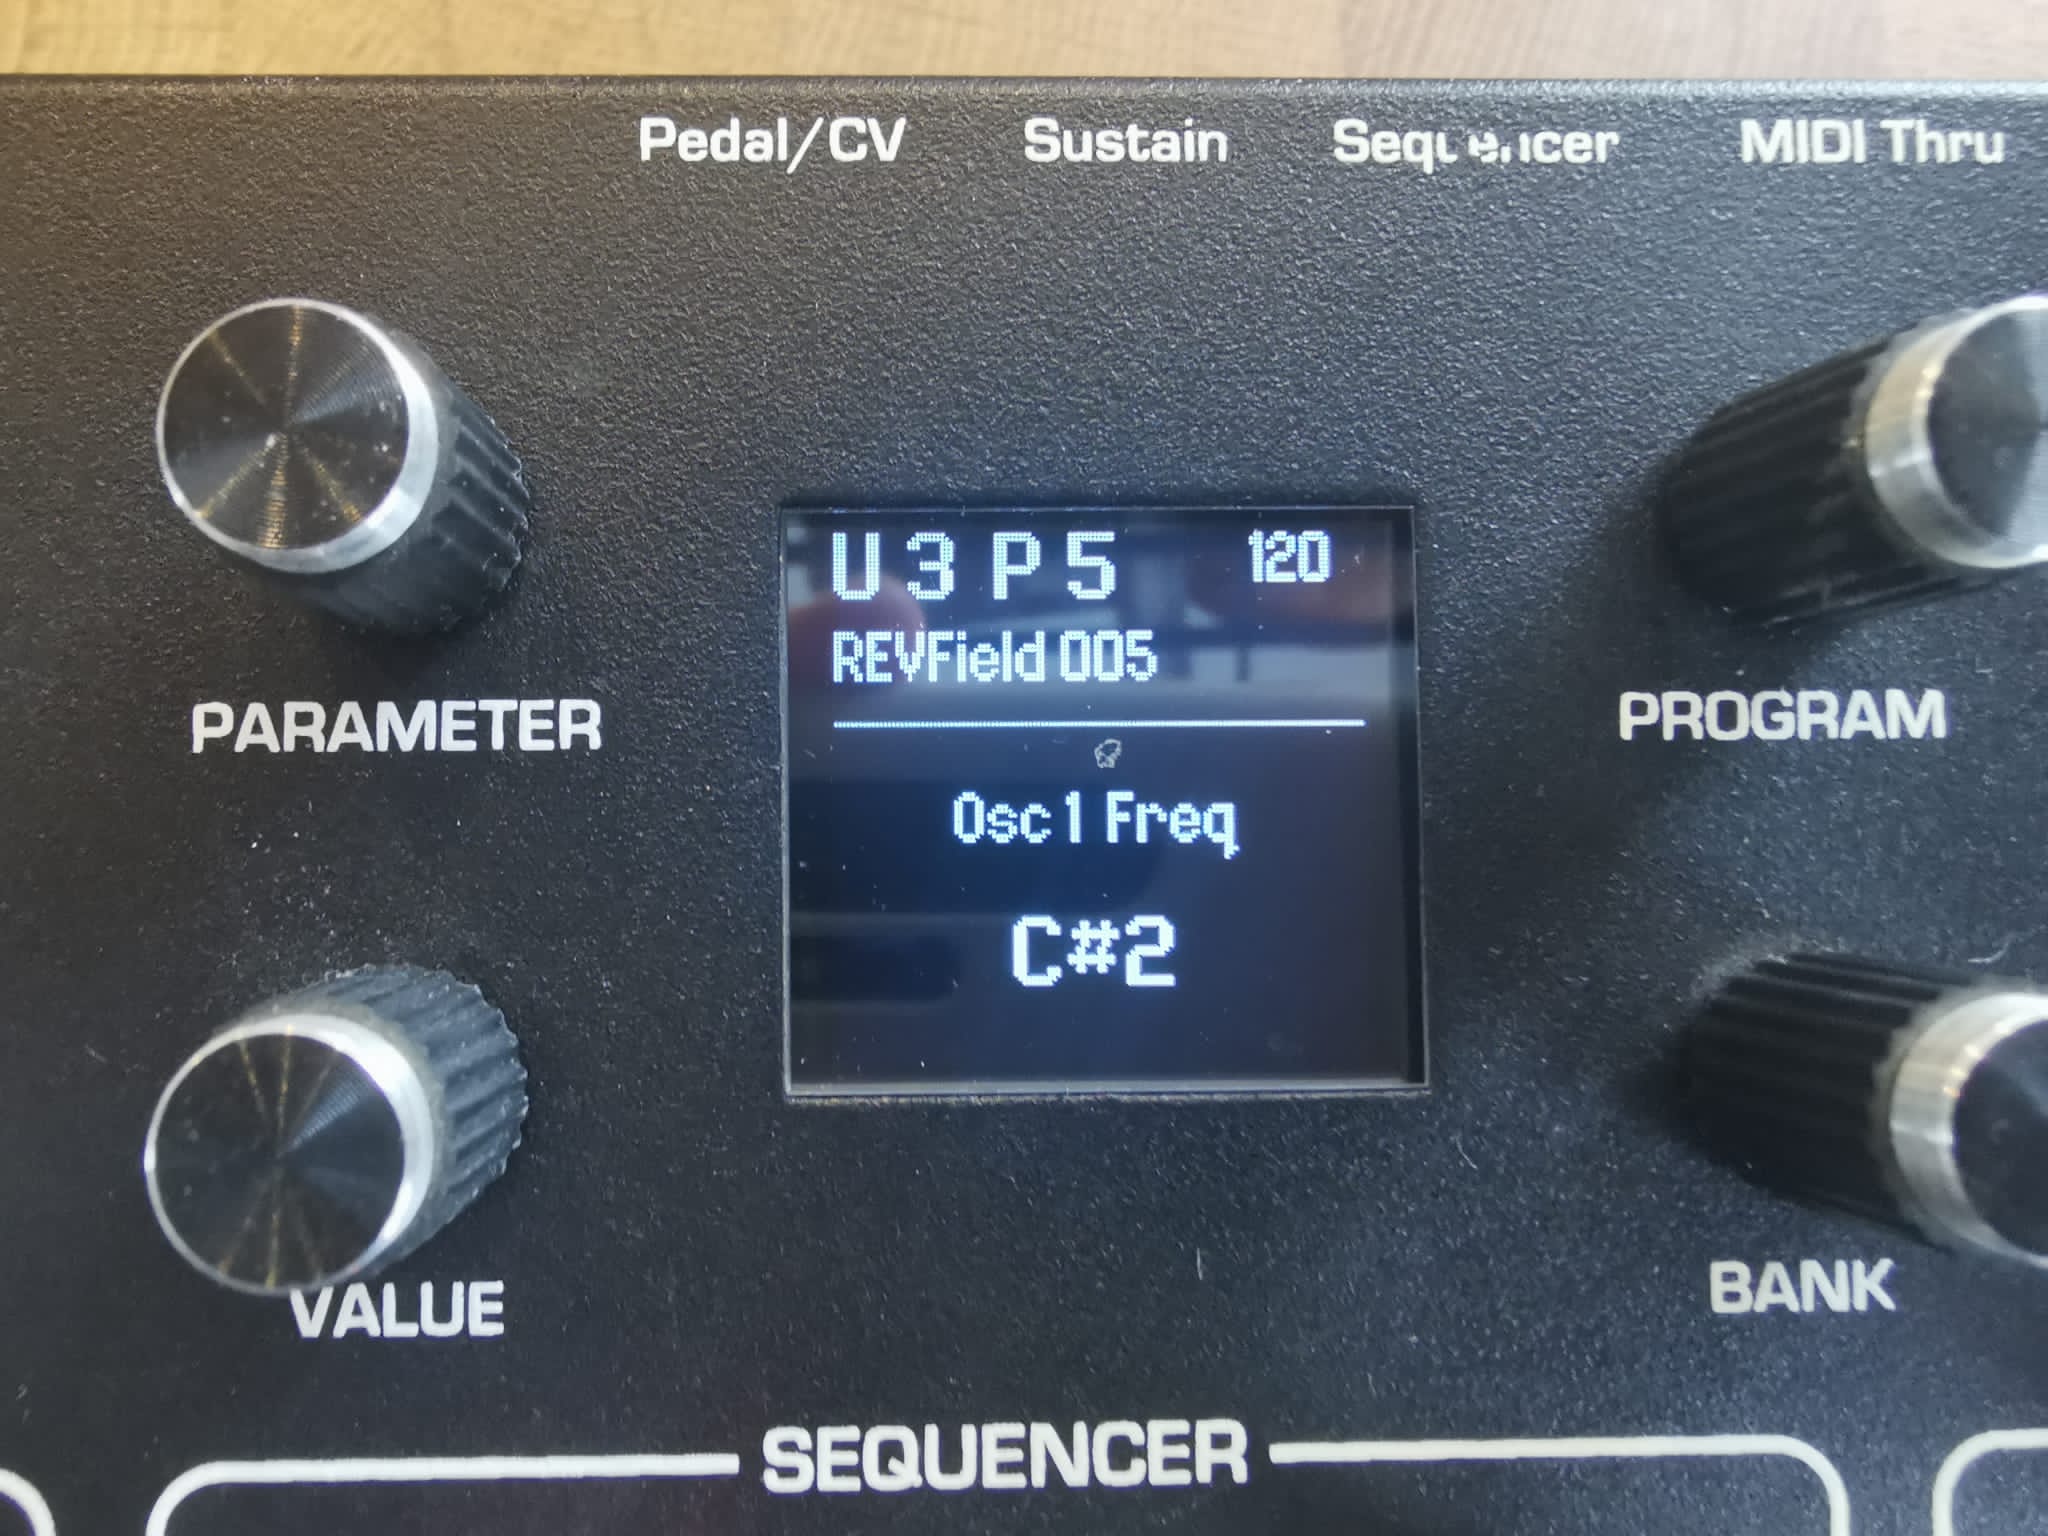 Pedal/CV Sustain Sequencer MIDI Thru
U 3 P 5 120
REVField 005
Osc 1 Freq
C#2
PARAMETER
PROGRAM
VALUE
BANK
SEQUENCER